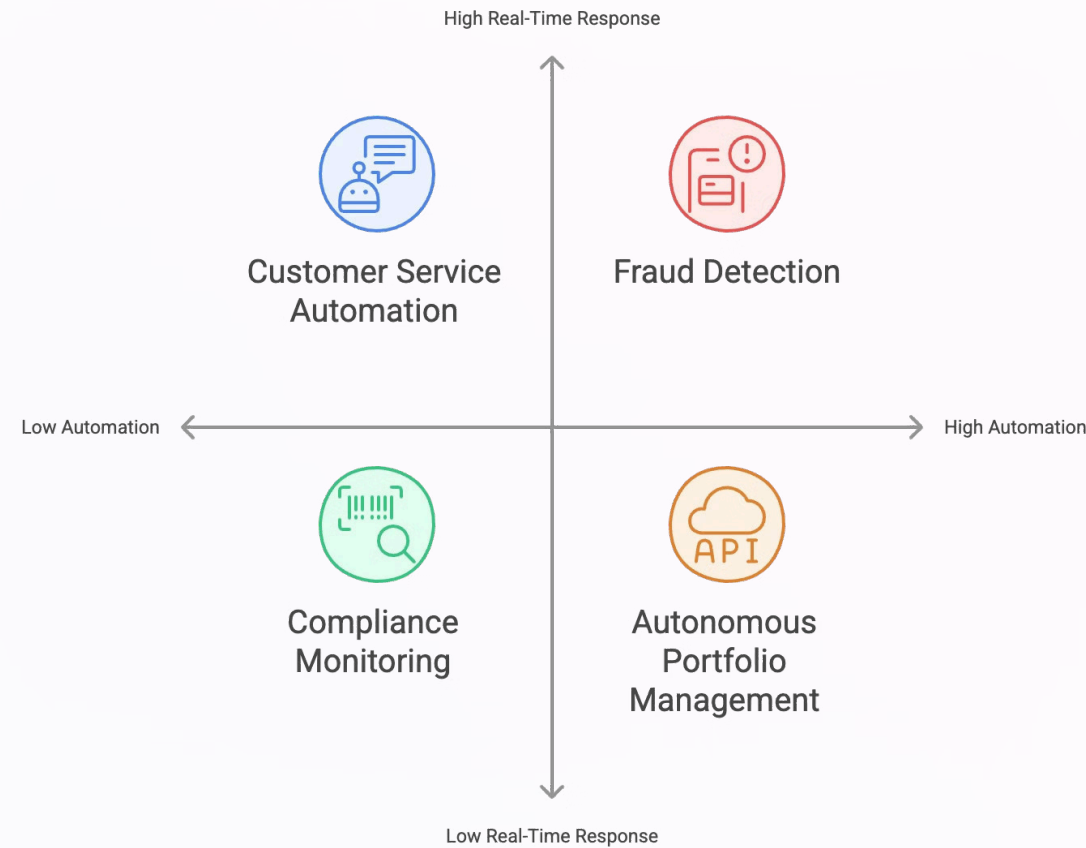 High Real-Time Response
Customer Service
Automation
Fraud Detection
Low Automation
High Automation
API
Compliance
Monitoring
Autonomous
Portfolio
Management
Low Real-Time Response